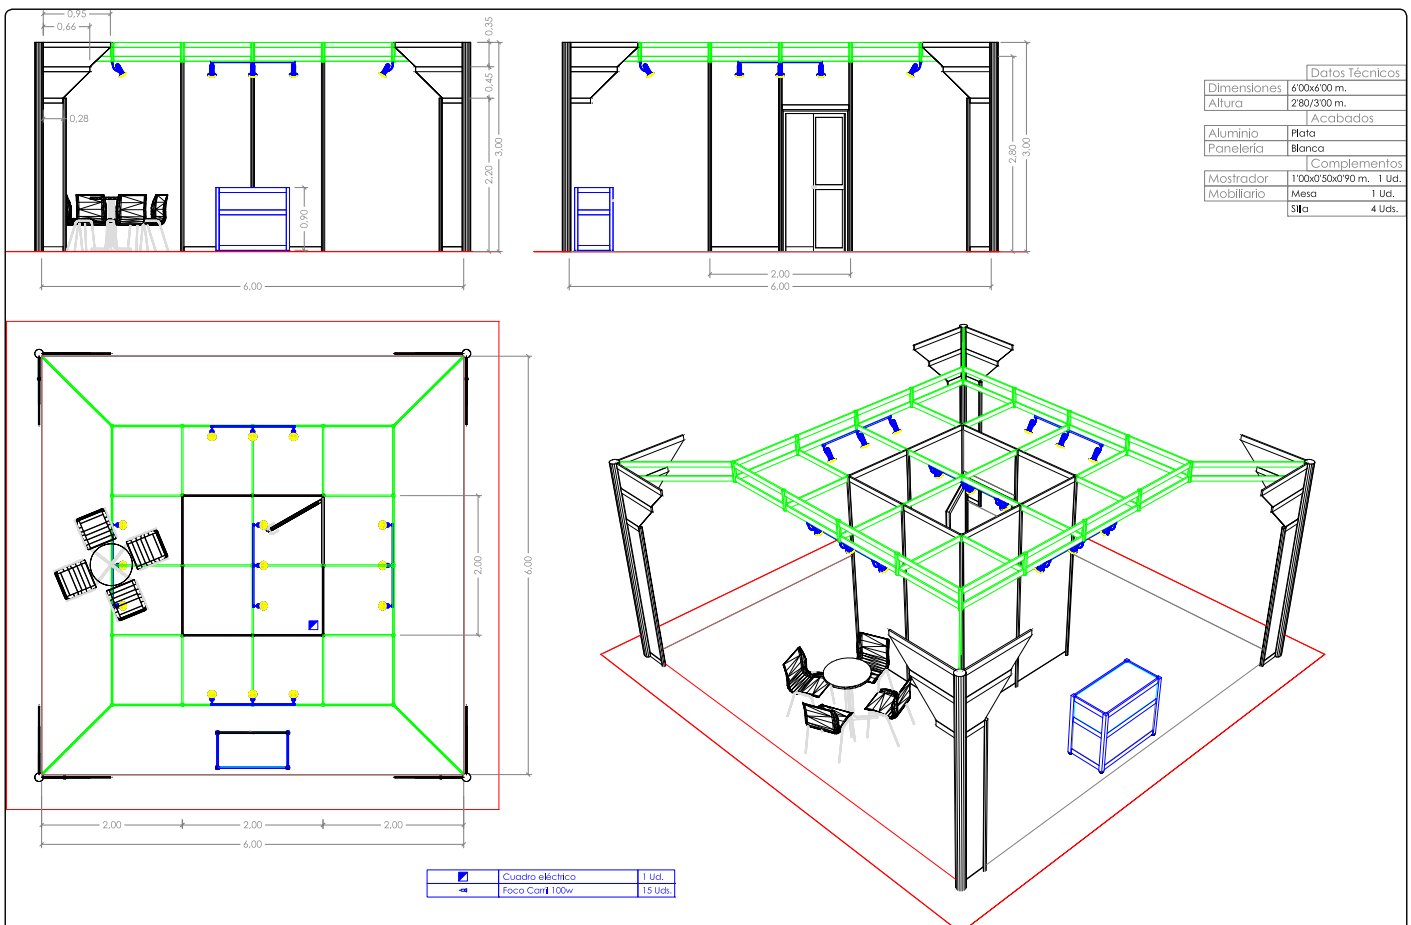 0,95
0,66
0,28
0,35
0,45
2,20
3,00
0,90
6,00
2,80
3,00
2,00
6,00
Datos Técnicos
Dimensiones 6'00x6'00 m.
Altura 2'80/3'00 m.
Acabados
Aluminio Plata
Panelería Blanca
Complementos
Mostrador 1'00x0'50x0'90 m. 1 Ud.
Mobiliario Mesa 1 Ud.
Silla 4 Uds.
2,00
6,00
2,00 2,00 2,00
6,00
Cuadro eléctrico 1 Ud.
Foco Carril 100w 15 Uds.